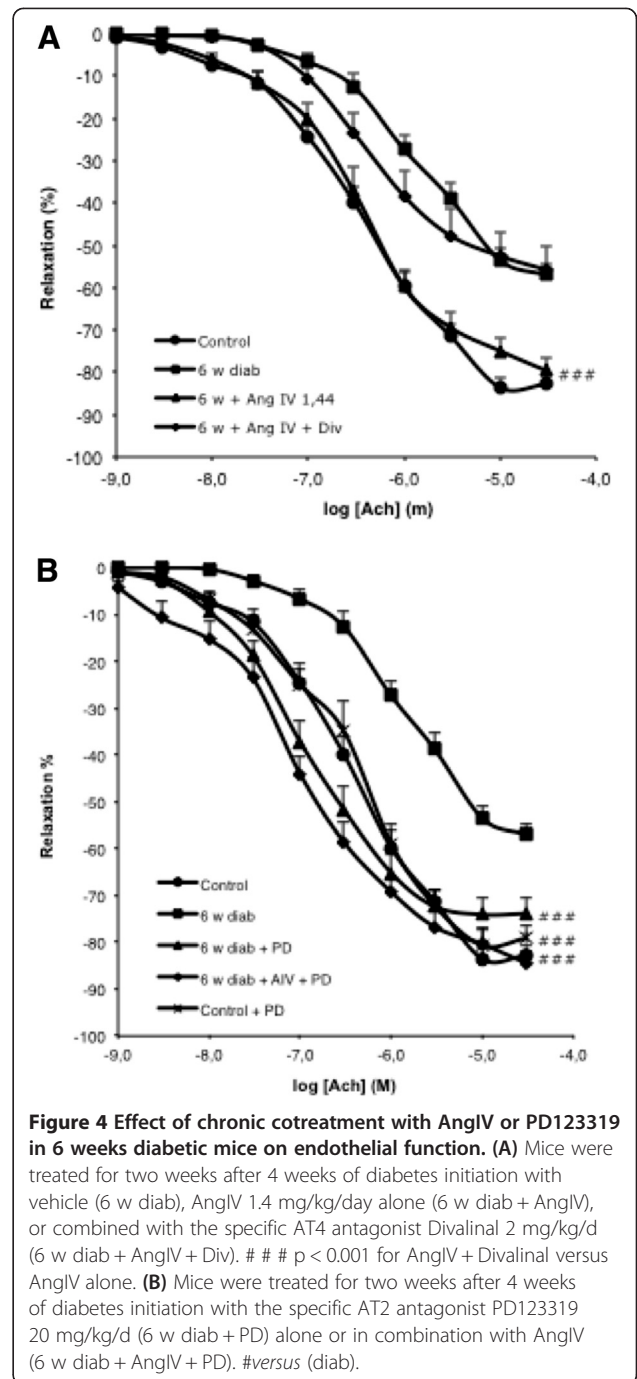 A
0
-10
-20
-30
-40
-50
-60
-70
-80
-90
-100
Relaxation (%)
Control
6 w diab
6 w + Ang IV 1,44
6 w + Ang IV + Div
###
-9,0 -8,0 -7,0 -6,0 -5,0 -4,0
log [Ach] (m)
B
0
-10
-20
-30
-40
-50
-60
-70
-80
-90
-100
Relaxation %
Control
6 w diab
6 w diab + PD
6 w diab + AIV + PD
Control + PD
###
###
###
-9,0 -8,0 -7,0 -6,0 -5,0 -4,0
log [Ach] (M)
Figure 4 Effect of chronic cotreatment with AngIV or PD123319
in 6 weeks diabetic mice on endothelial function. (A) Mice were
treated for two weeks after 4 weeks of diabetes initiation with
vehicle (6 w diab), AngIV 1.4 mg/kg/day alone (6 w diab + AngIV),
or combined with the specific AT4 antagonist Divalinal 2 mg/kg/d
(6 w diab + AngIV + Div). # # # p < 0.001 for AngIV + Divalinal versus
AngIV alone. (B) Mice were treated for two weeks after 4 weeks
of diabetes initiation with the specific AT2 antagonist PD123319
20 mg/kg/d (6 w diab + PD) alone or in combination with AngIV
(6 w diab + AngIV + PD). #versus (diab).